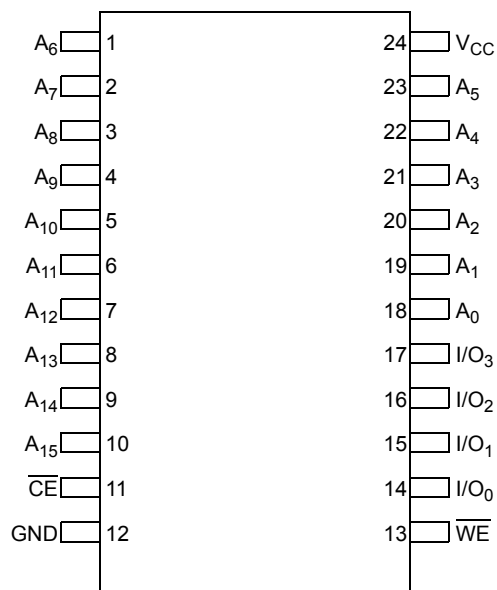 A6 1 24 VCC
A7 2 23 A5
A8 3 22 A4
A9 4 21 A3
A10 5 20 A2
A11 6 19 A1
A12 7 18 A0
A13 8 17 I/O3
A14 9 16 I/O2
A15 10 15 I/O1
CE 11 14 I/O0
GND 12 13 WE